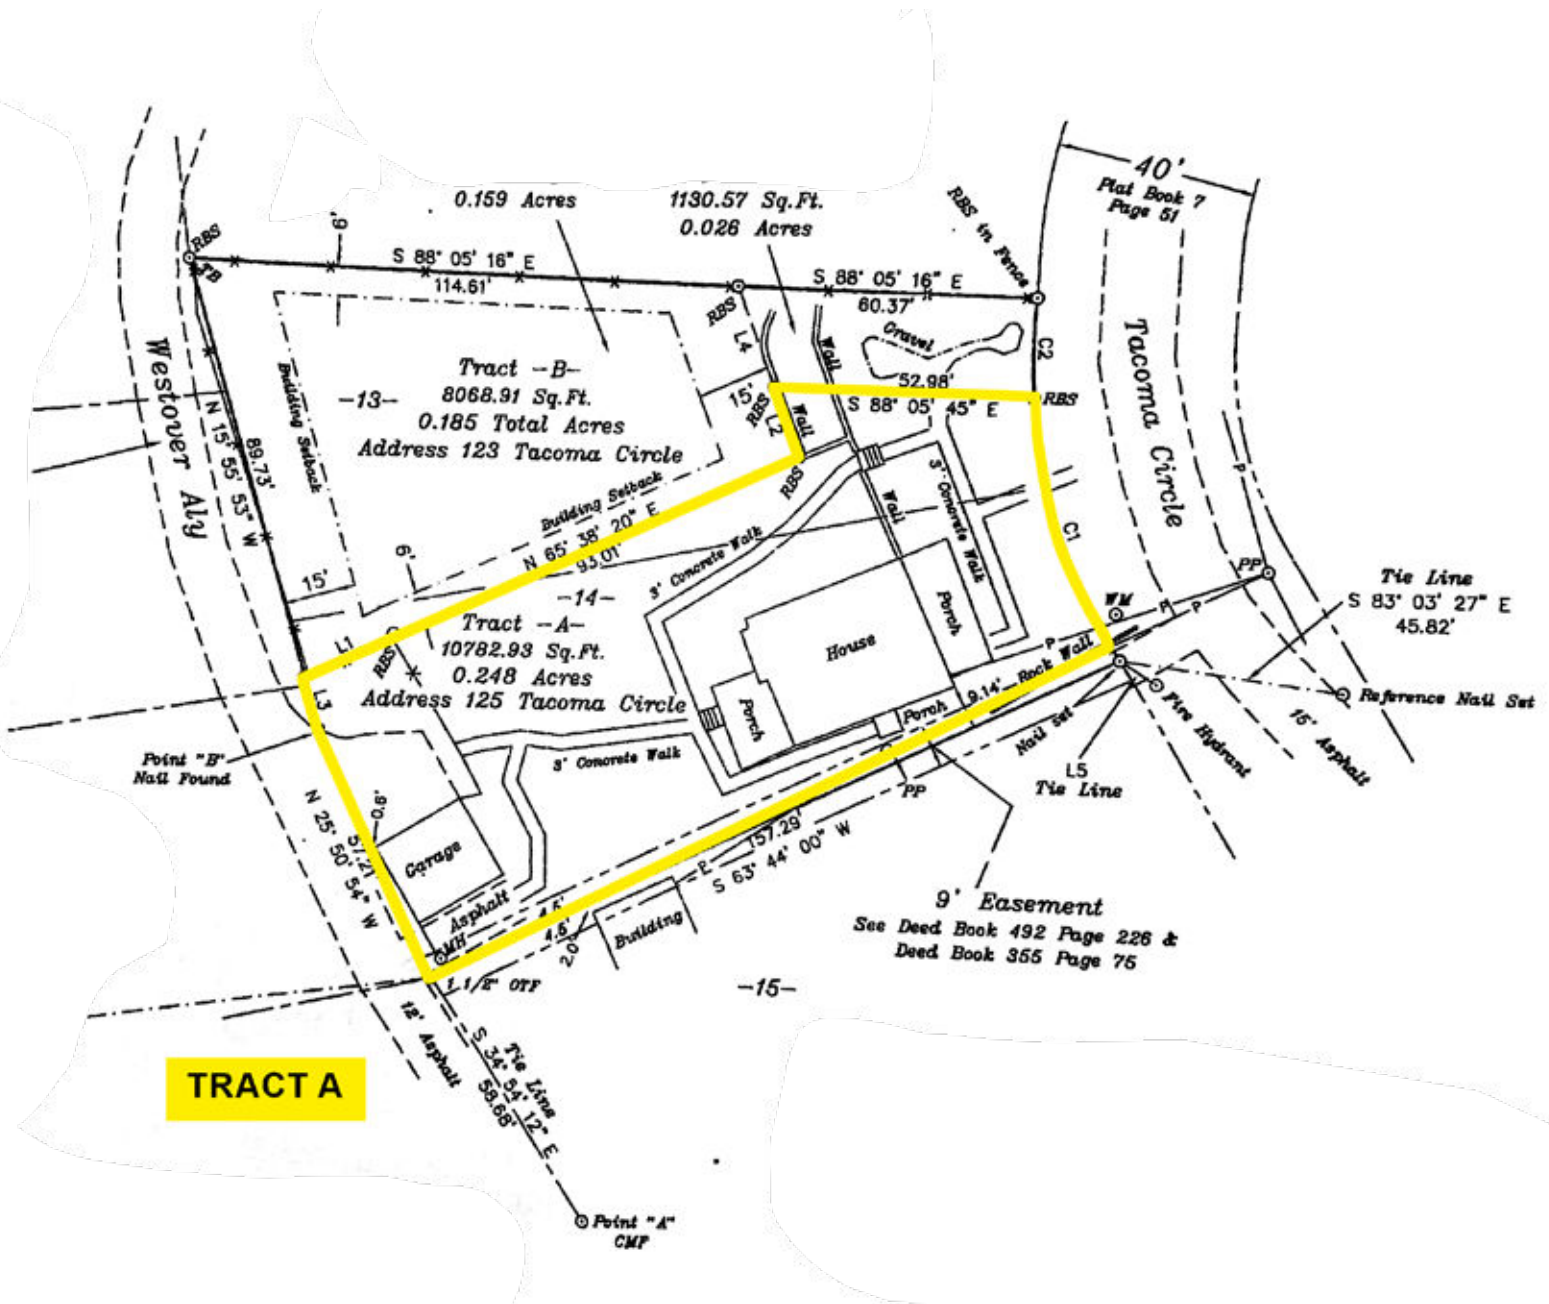 40'
Plat Book 7
Page 51
0.159 Acres
1130.57 Sq.Ft.
0.026 Acres
RBS in Fence
RBS
TB
6'
S 88° 05' 16" E
114.61'
S 88° 05' 16" E
60.37'
RBS
L4
Wall
Gravel
C2
Tacoma Circle
Westover Aly
Building Setback
Tract -B-
8068.91 Sq.Ft.
0.185 Total Acres
Address 123 Tacoma Circle
-13-
15'
RBS
L2
Wall
52.98'
S 88° 05' 45" E
RBS
N 15° 55' 53" W
89.73'
RBS
Building Setback
N 65° 38' 20" E
93.01'
Wall
3' Concrete Walk
C1
P
6'
15'
3' Concrete Walk
-14-
PP
Tie Line
S 83° 03' 27" E
45.82'
Tract -A-
10782.93 Sq.Ft.
0.248 Acres
Address 125 Tacoma Circle
L1
RBS
L3
House
Porch
WM
P
P
P
Rock Wall
9.14'
Porch
Porch
Reference Nail Set
Fire Hydrant
15' Asphalt
Nail Set
L5
Tie Line
Point "B"
Nail Found
3' Concrete Walk
PP
N 25° 50' 54" W
57.21'
0.6'
Garage
157.29'
E
S 63° 44' 00" W
9' Easement
See Deed Book 492 Page 226 &
Deed Book 355 Page 75
Asphalt
4.5'
4.5'
2.0'
Building
MH
1 1/2" OTF
-15-
12' Asphalt
Tie Line
S 34° 54' 12" E
58.68'
TRACT A
Point "A"
CMF